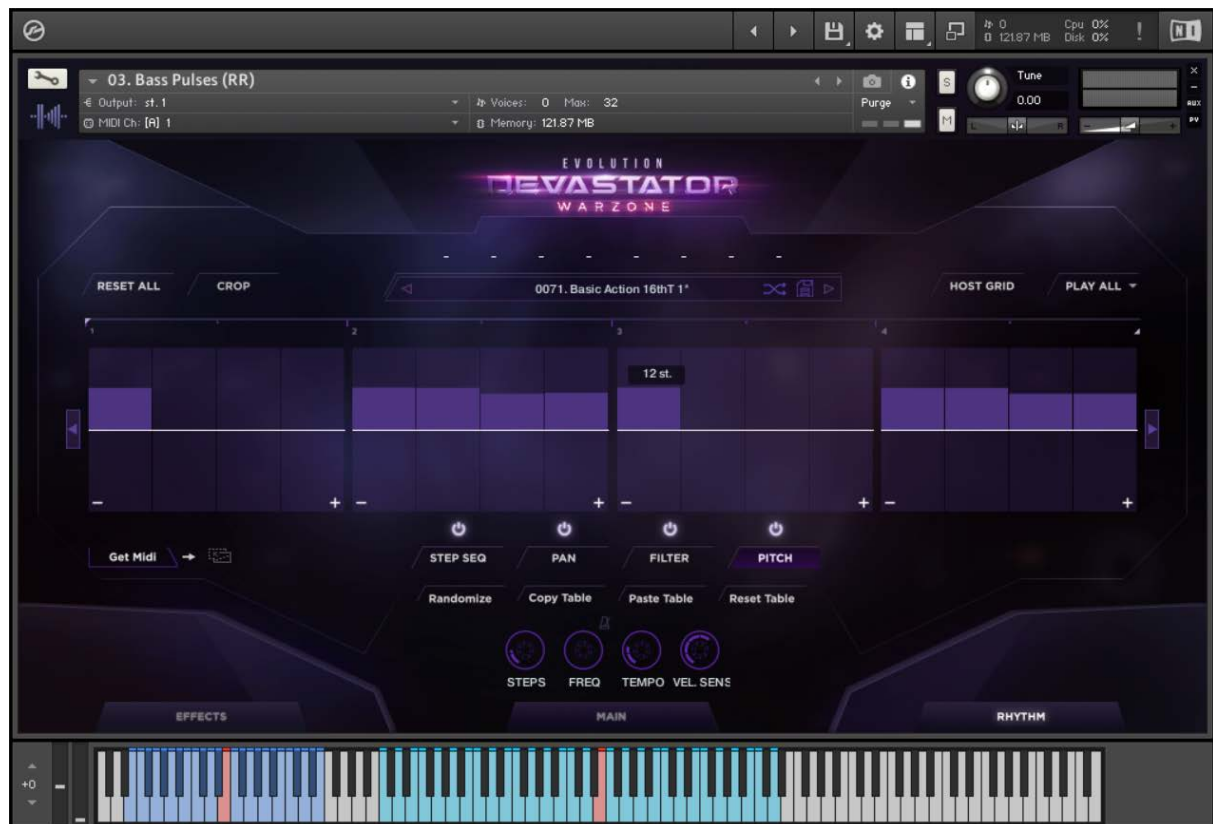 ⚡ 0 Cpu 0%
0 121.87 MB Disk 0% ! NI
03. Bass Pulses (RR)
Output: st. 1 Voices: 0 Max: 32 Purge
MIDI Ch: [A] 1 Memory: 121.87 MB
S Tune
0.00
M L R - +
× - AUX PV
EVOLUTION
DEVASTATOR
WARZONE
- - - - - - - -
RESET ALL CROP 0071. Basic Action 16thT 1* HOST GRID PLAY ALL
1 2 3 4
12 st.
- + - + - + - +
STEP SEQ PAN FILTER PITCH
Get Midi
Randomize Copy Table Paste Table Reset Table
STEPS FREQ TEMPO VEL. SENS
EFFECTS MAIN RHYTHM
+0